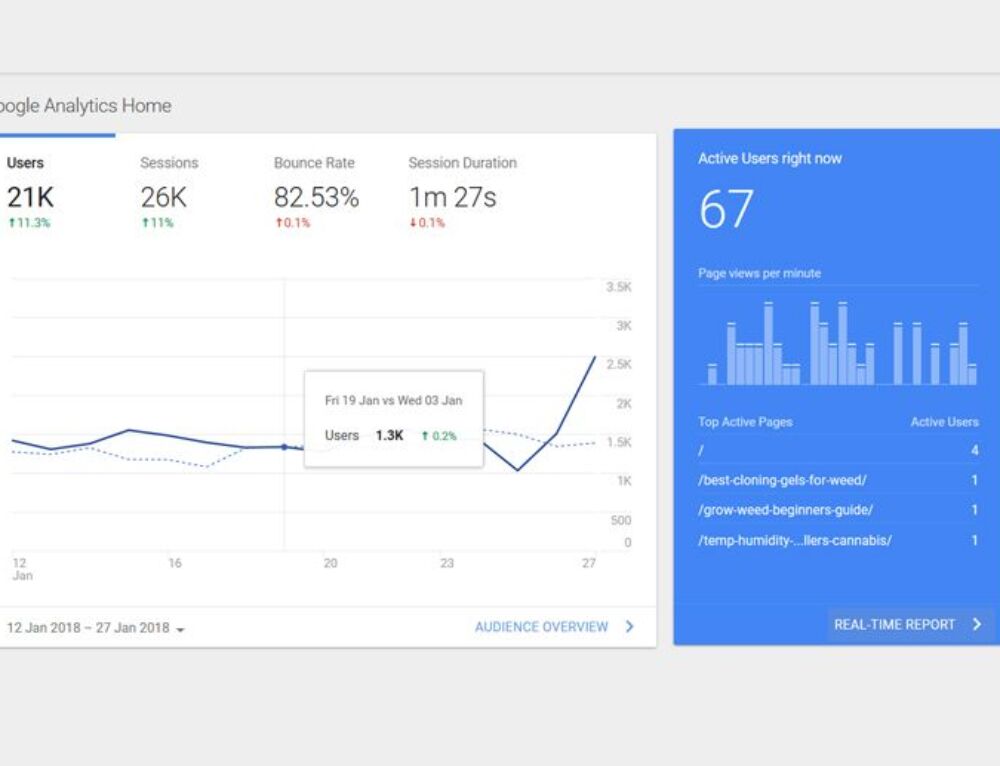 oogle Analytics Home
Users
21K
↑11.3%
Sessions
26K
↑11%
Bounce Rate
82.53%
↑0.1%
Session Duration
1m 27s
↓0.1%
3.5K
3K
2.5K
2K
1.5K
1K
500
0
Fri 19 Jan vs Wed 03 Jan
Users 1.3K ↑ 0.2%
12 16 20 23 27
Jan
12 Jan 2018 – 27 Jan 2018
AUDIENCE OVERVIEW
Active Users right now
67
Page views per minute
Top Active Pages Active Users
/ 4
/best-cloning-gels-for-weed/ 1
/grow-weed-beginners-guide/ 1
/temp-humidity-...llers-cannabis/ 1
REAL-TIME REPORT